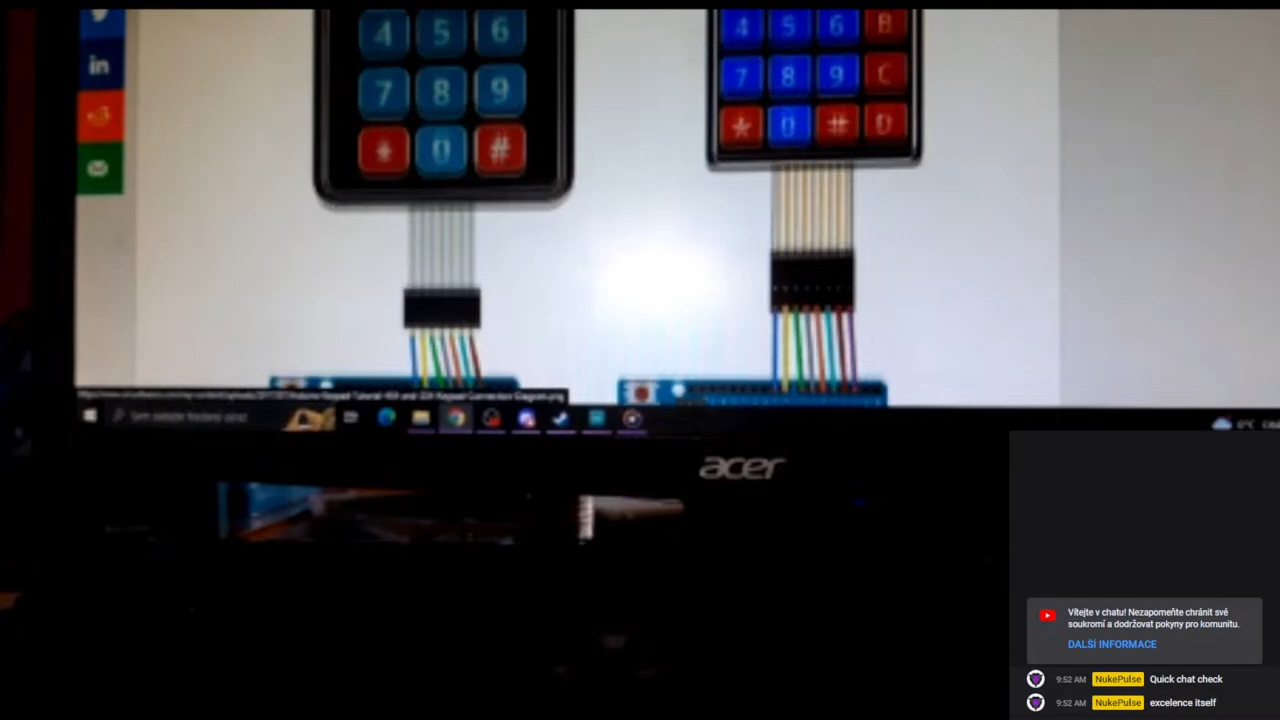 4 5 6
7 8 9
* 0 #
4 5 6 B
7 8 9 C
* 0 # D
in
0°C
acer
Vítejte v chatu! Nezapomeňte chránit své
soukromí a dodržovat pokyny pro komunitu.
DALŠÍ INFORMACE
9:52 AM NukePulse Quick chat check
9:52 AM NukePulse excelence itself